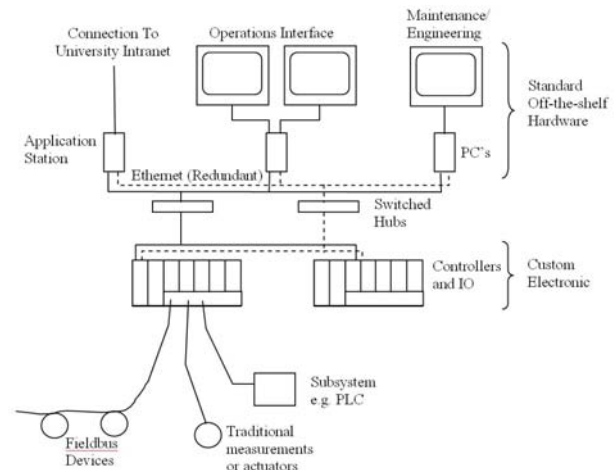 Connection To
University Intranet
Operations Interface
Maintenance/
Engineering
Standard
Off-the-shelf
Hardware
Application
Station
PC's
Ethernet (Redundant)
Switched
Hubs
Controllers
and IO
Custom
Electronic
Subsystem
e.g. PLC
Fieldbus
Devices
Traditional
measurements
or actuators